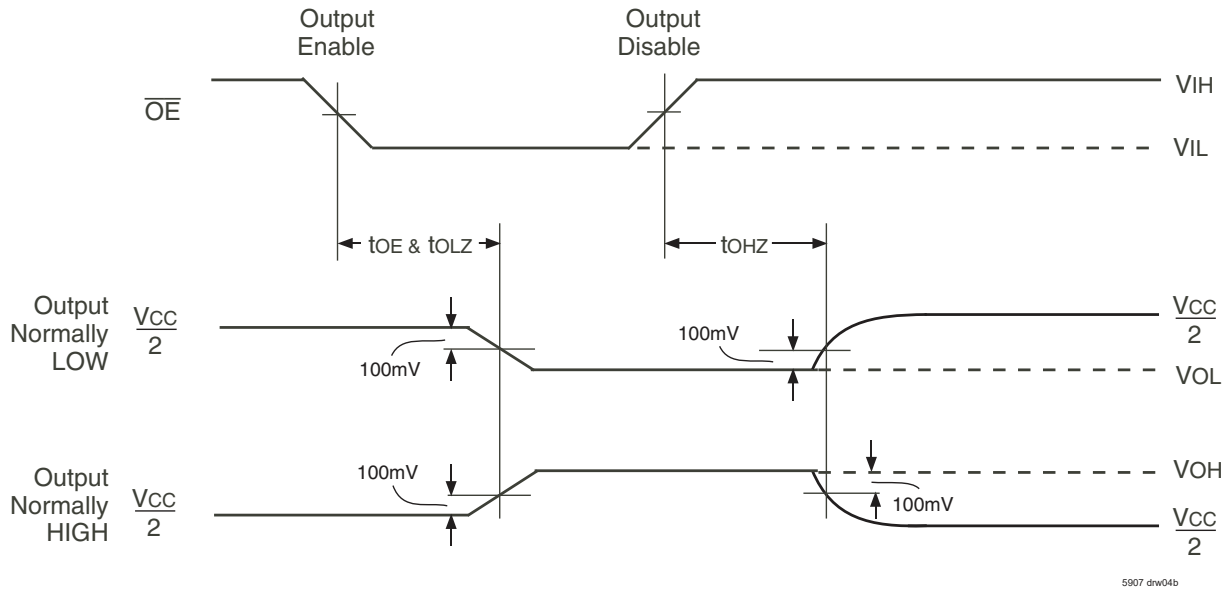 Output
Enable
Output
Disable
OE
VIH
VIL
tOE & tOLZ
tOHZ
Output
Normally
LOW
VCC
2
100mV
100mV
VCC
2
VOL
Output
Normally
HIGH
VCC
2
100mV
100mV
VOH
VCC
2
5907 drw04b